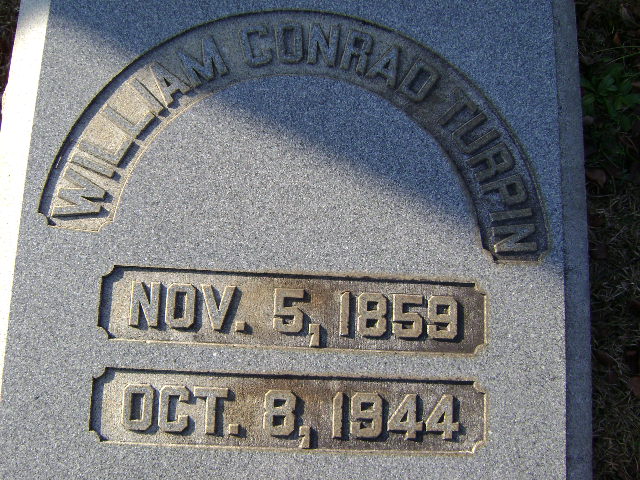 WILLIAM CONRAD TURPIN
NOV. 5, 1859
OCT. 8, 1944